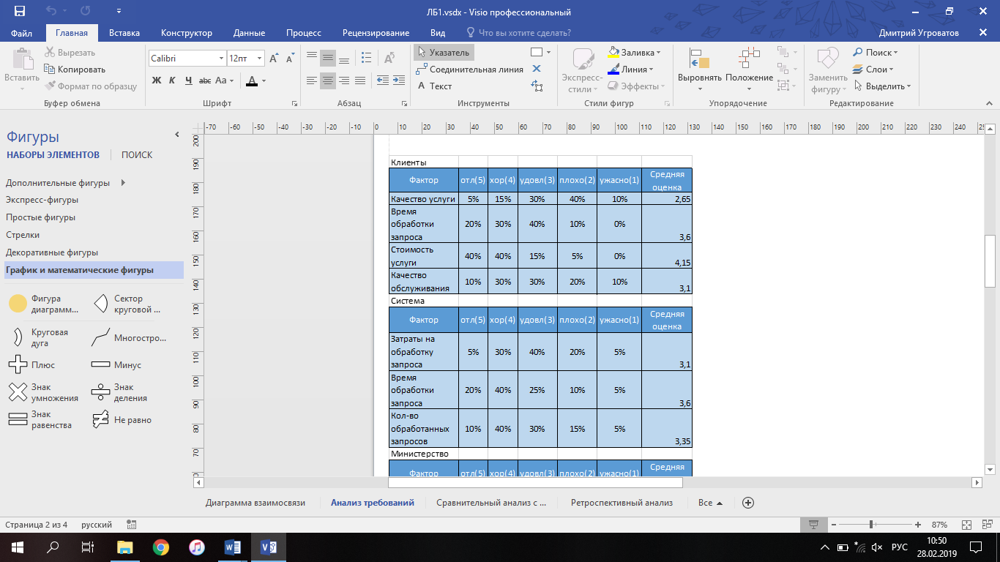 ЛБ1.vsdx - Visio профессиональный
Файл Главная Вставка Конструктор Данные Процесс Рецензирование Вид Что вы хотите сделать? Дмитрий Угроватов
Вставить
Вырезать
Копировать
Формат по образцу
Буфер обмена
Calibri 12пт
Ж К Ч abc Aa A
Шрифт
Абзац
Указатель
Соединительная линия
Текст
Инструменты
Экспресс-
стили
Заливка
Линия
Эффекты
Стили фигур
Выровнять Положение
Упорядочение
Заменить
фигуру
Поиск
Слои
Выделить
Редактирование
Фигуры
НАБОРЫ ЭЛЕМЕНТОВ ПОИСК
Дополнительные фигуры
Экспресс-фигуры
Простые фигуры
Стрелки
Декоративные фигуры
График и математические фигуры
Фигура
диаграмм...
Сектор
круговой ...
Круговая
дуга
Многостро...
Плюс Минус
Знак
умножения
Знак
деления
Знак
равенства
Не равно
-70 -60 -50 -40 -30 -20 -10 0 10 20 30 40 50 60 70 80 90 100 110 120 130 140 150 160 170 180 190 200 210 220 230 240
200 190 180 170 160 150 140 130 120 110 100 90 80 70
Клиенты
Фактор отл(5) хор(4) удовл(3) плохо(2) ужасно(1) Средняя
оценка
Качество услуги 5% 15% 30% 40% 10% 2,65
Время
обработки 20% 30% 40% 10% 0%
запроса 3,6
Стоимость
услуги 40% 40% 15% 5% 0% 4,15
Качество
обслуживания 10% 30% 30% 20% 10% 3,1
Система
Фактор отл(5) хор(4) удовл(3) плохо(2) ужасно(1) Средняя
оценка
Затраты на
обработку 5% 30% 40% 20% 5%
запроса 3,1
Время
обработки 20% 40% 25% 10% 5%
запроса 3,6
Кол-во
обработанных 10% 40% 30% 15% 5%
запросов 3,35
Министерство
Фактор отл(5) хор(4) удовл(3) плохо(2) ужасно(1) Средняя
Диаграмма взаимосвязи Анализ требований Сравнительный анализ с ... Ретроспективный анализ Все
Страница 2 из 4 русский 87%
РУС
10:50
28.02.2019